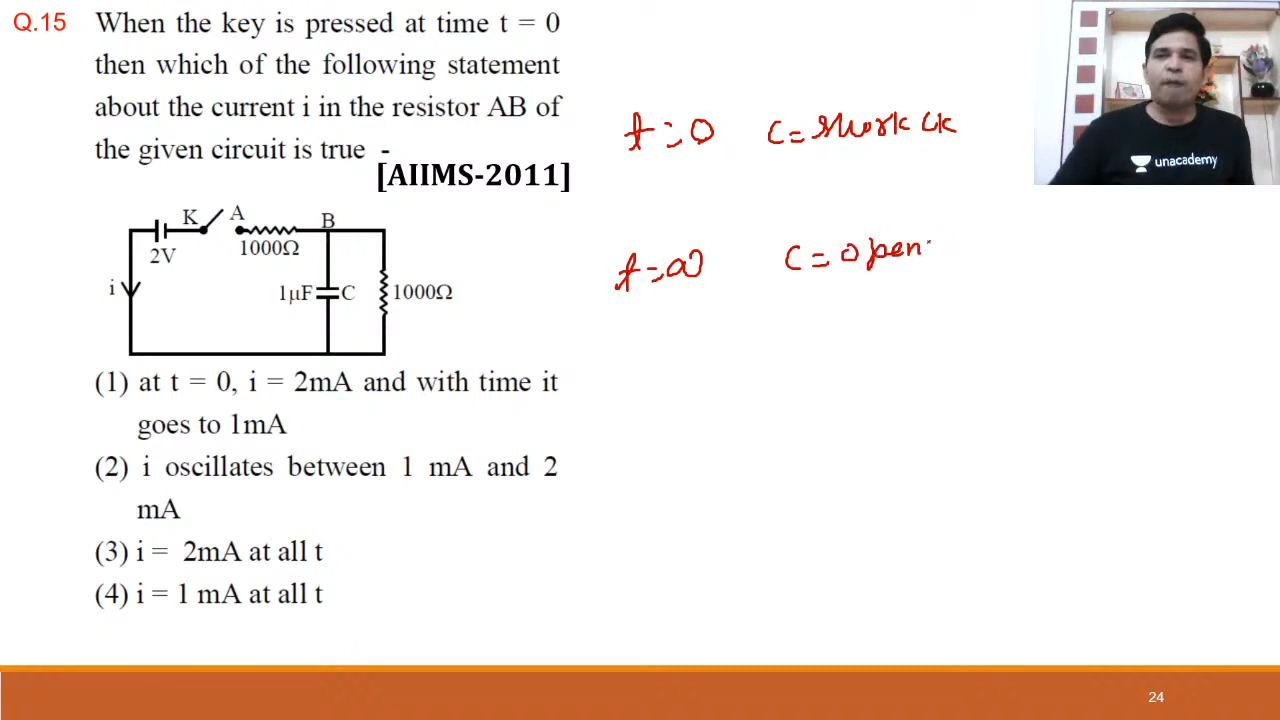 Q.15 When the key is pressed at time t = 0
then which of the following statement
about the current i in the resistor AB of
the given circuit is true -
[AIIMS-2011]
K A B
2V 1000Ω
i 1μF C 1000Ω
(1) at t = 0, i = 2mA and with time it
goes to 1mA
(2) i oscillates between 1 mA and 2
mA
(3) i = 2mA at all t
(4) i = 1 mA at all t
t = 0 C = short ck
t = ∞ C = open
unacademy
24